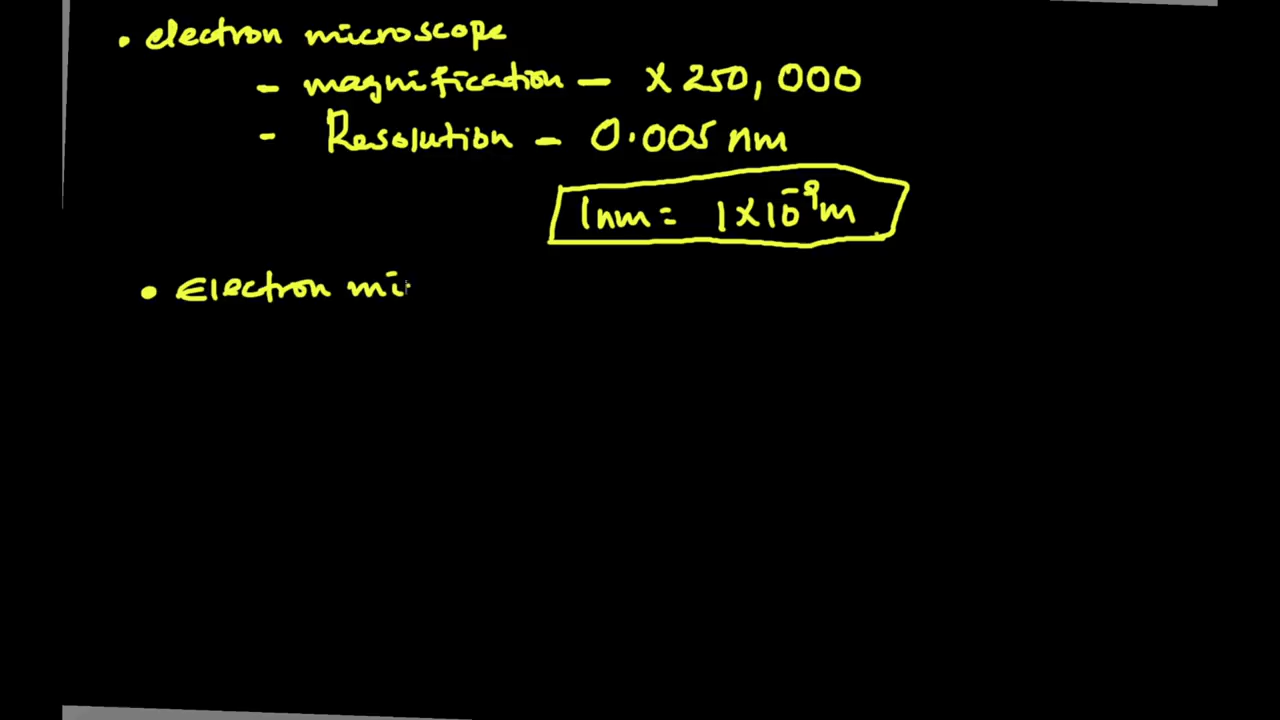 • electron microscope
- magnification - X 250,000
- Resolution - 0.005 nm
1nm = 1X10⁻⁹m
• Electron mi